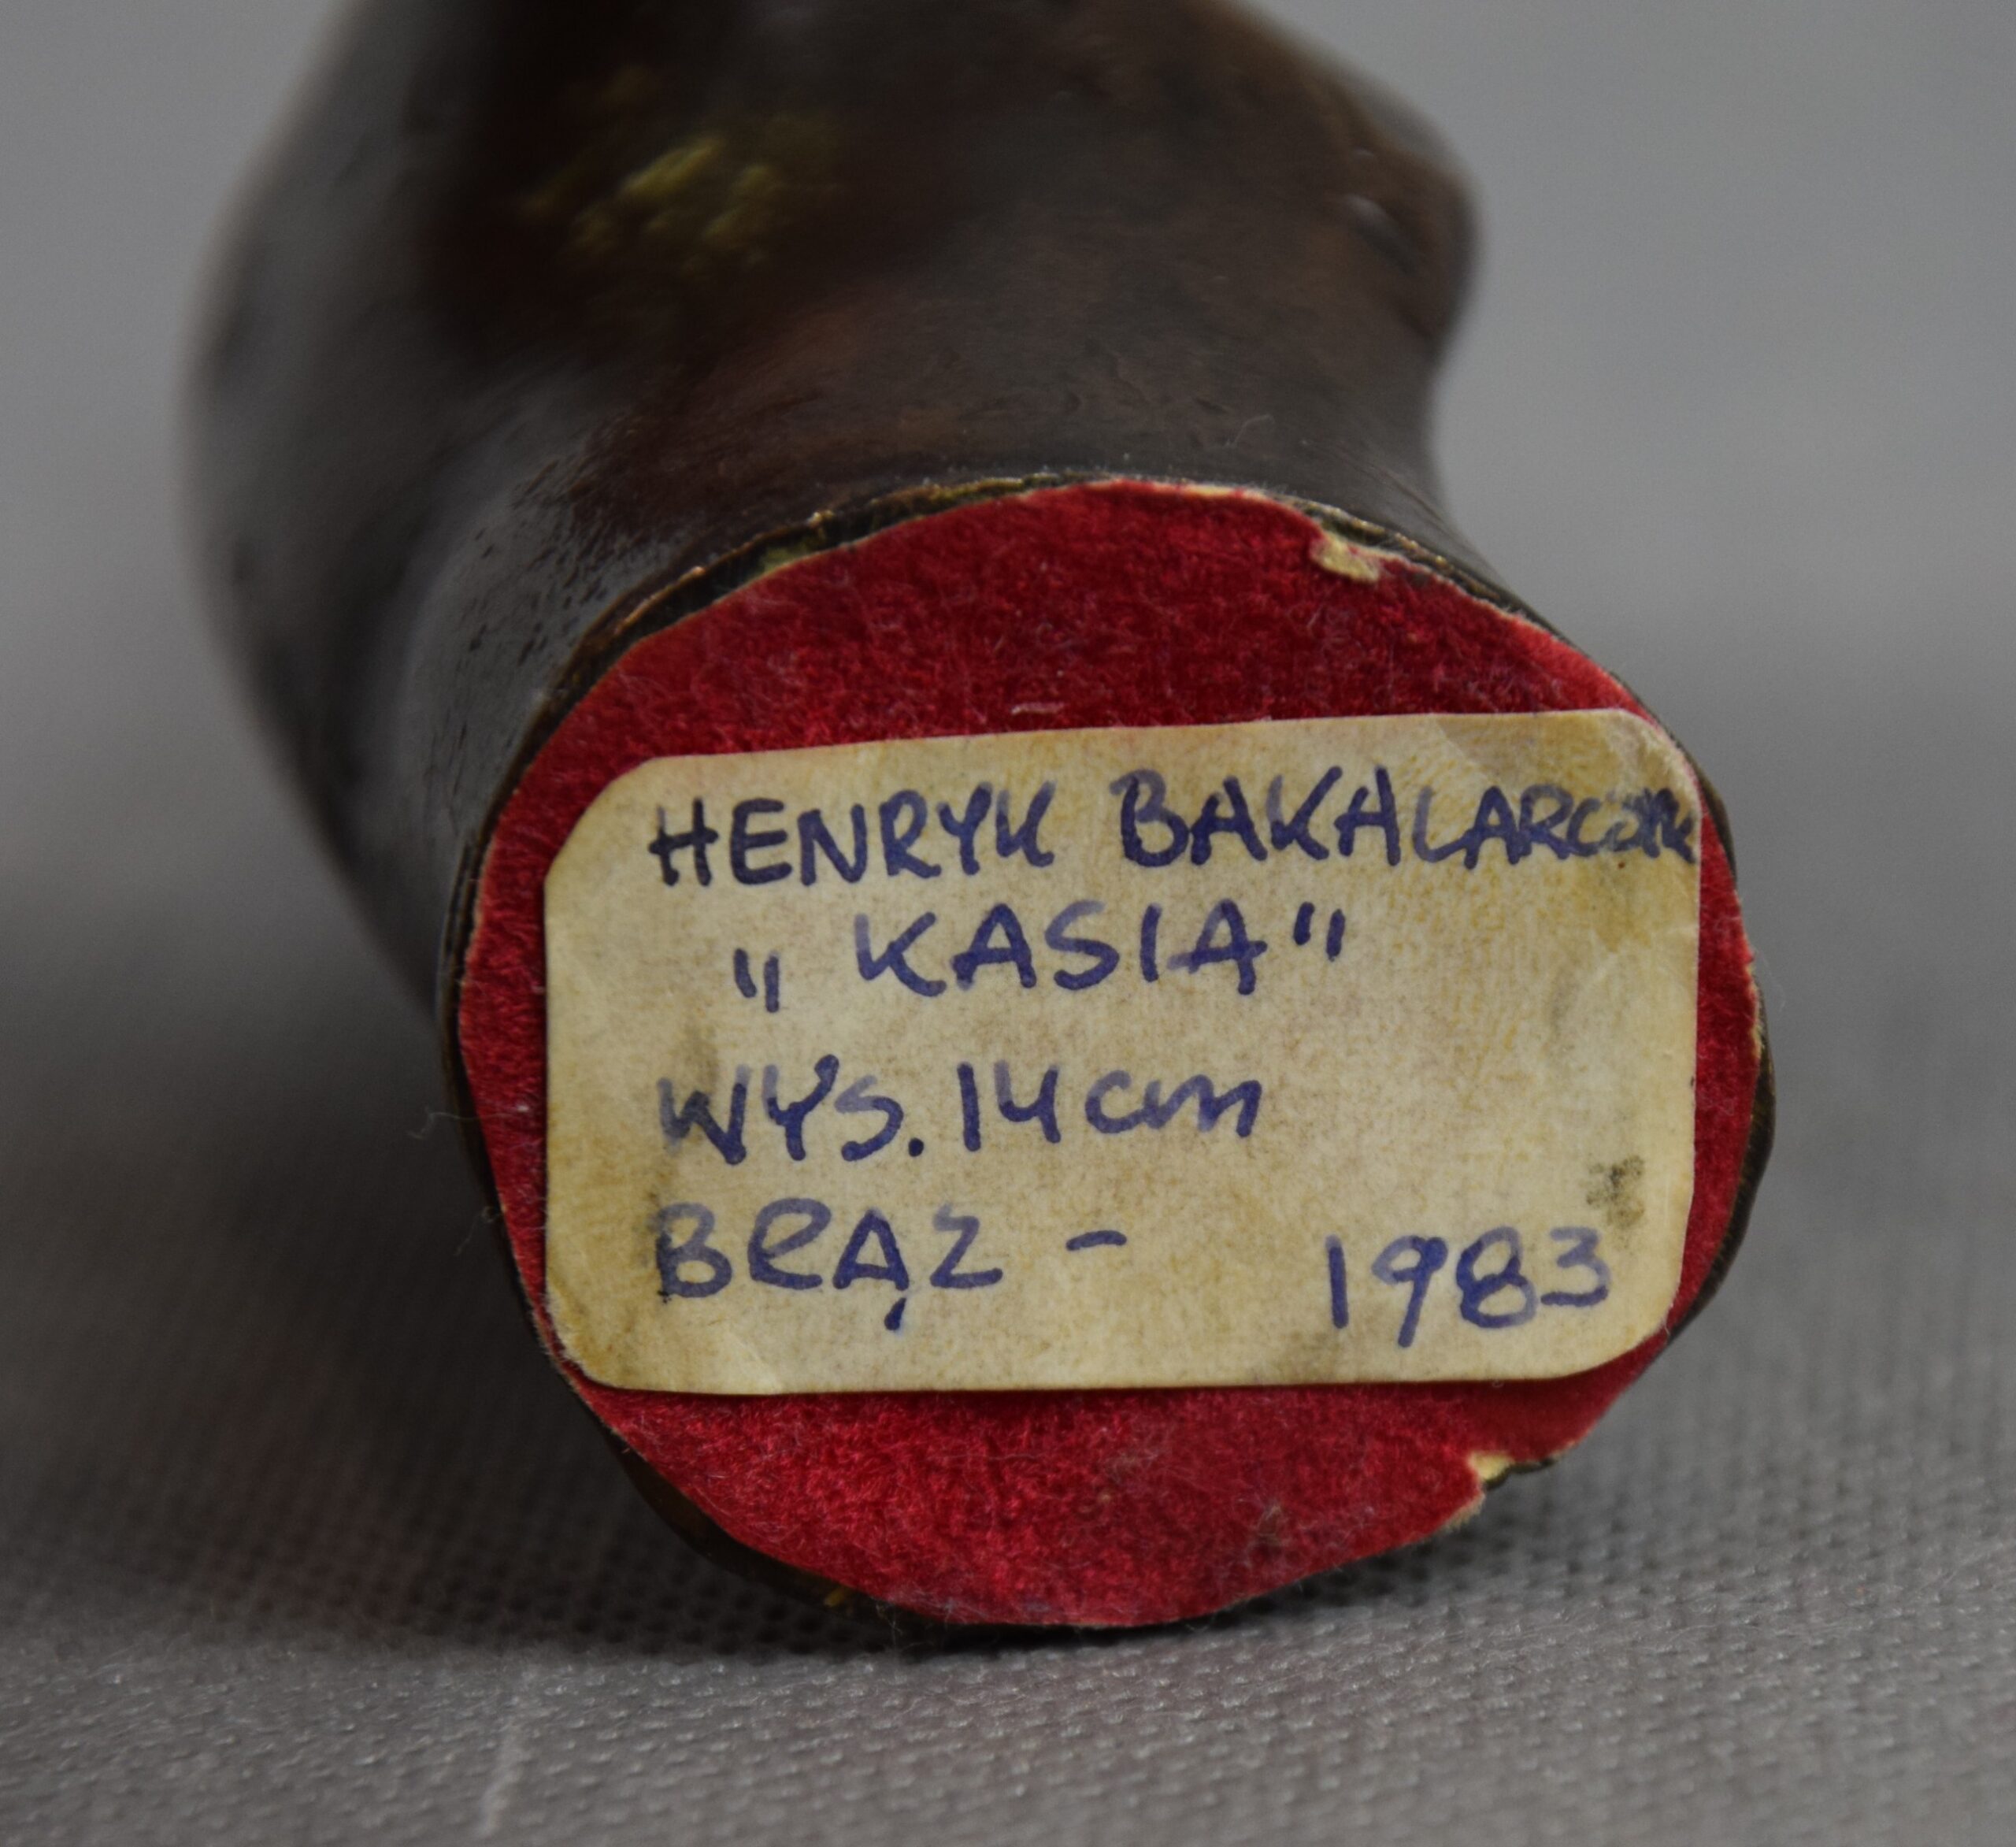 HENRYK BAKALARCZYK
„KASIA"
WYS. 14 cm
BRĄZ - 1983